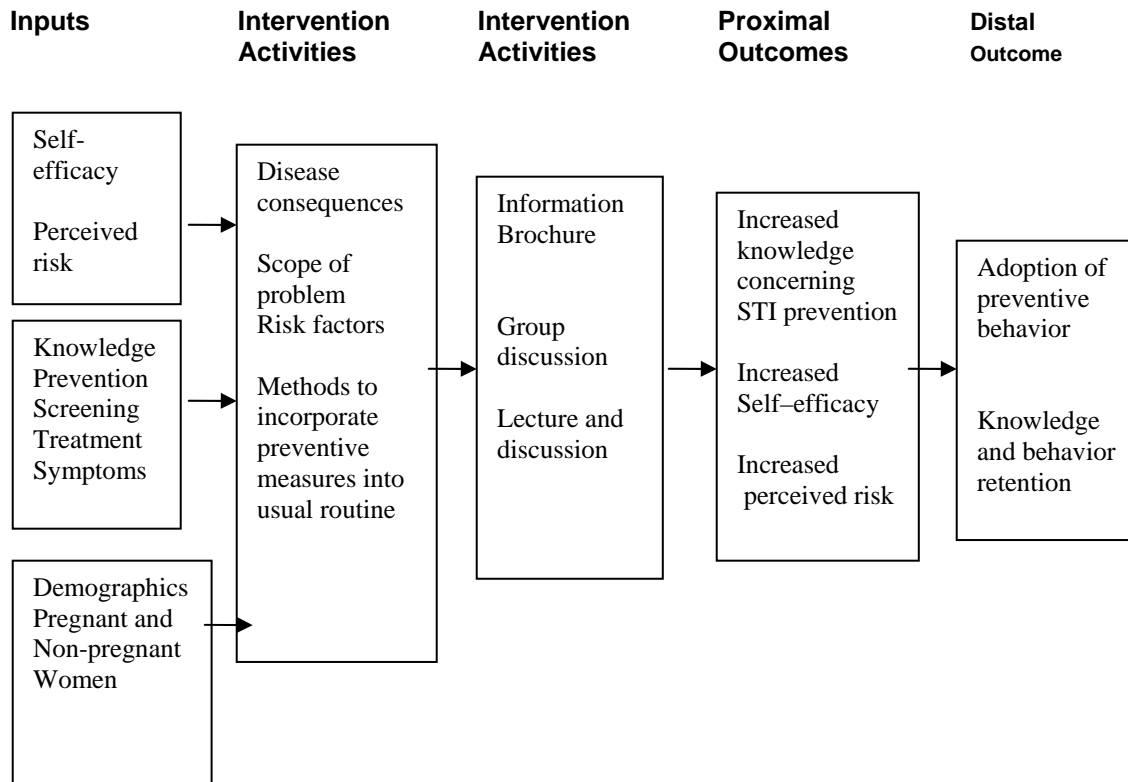 Inputs
Intervention
Activities
Intervention
Activities
Proximal
Outcomes
Distal
Outcome
Self-
efficacy
Perceived
risk
Knowledge
Prevention
Screening
Treatment
Symptoms
Demographics
Pregnant and
Non-pregnant
Women
Disease
consequences
Scope of
problem
Risk factors
Methods to
incorporate
preventive
measures into
usual routine
Information
Brochure
Group
discussion
Lecture and
discussion
Increased
knowledge
concerning
STI prevention
Increased
Self–efficacy
Increased
perceived risk
Adoption of
preventive
behavior
Knowledge
and behavior
retention